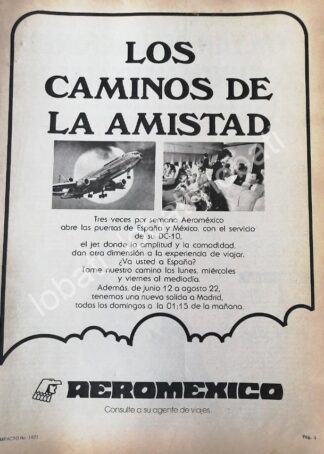 LOS
CAMINOS DE
LA AMISTAD
Tres veces por semana Aeroméxico
abre las puertas de España y México, con el servicio
de su DC-10,
el jet donde la amplitud y la comodidad,
dan otra dimensión a la experiencia de viajar.
¿Va usted a España?
Tome nuestro camino los lunes, miércoles
y viernes al mediodía.
Además, de junio 12 a agosto 22,
tenemos una nueva salida a Madrid,
todos los domingos a la 01:15 de la mañana.
AEROMEXICO
Consulte a su agente de viajes.
IMPACTO No.
Pág.